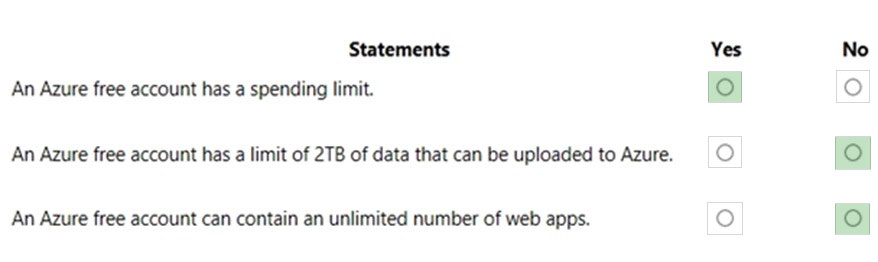 Statements Yes No
An Azure free account has a spending limit.
An Azure free account has a limit of 2TB of data that can be uploaded to Azure.
An Azure free account can contain an unlimited number of web apps.